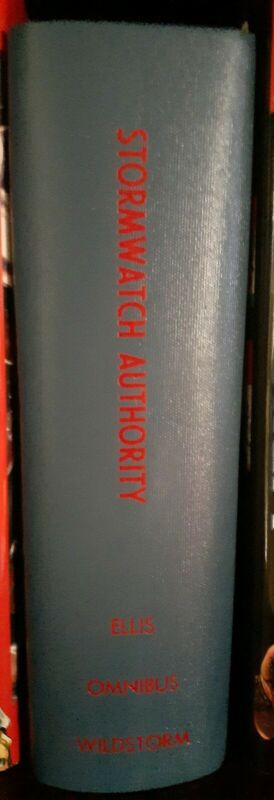 STORMWATCH AUTHORITY
ELLIS
OMNIBUS
WILDSTORM